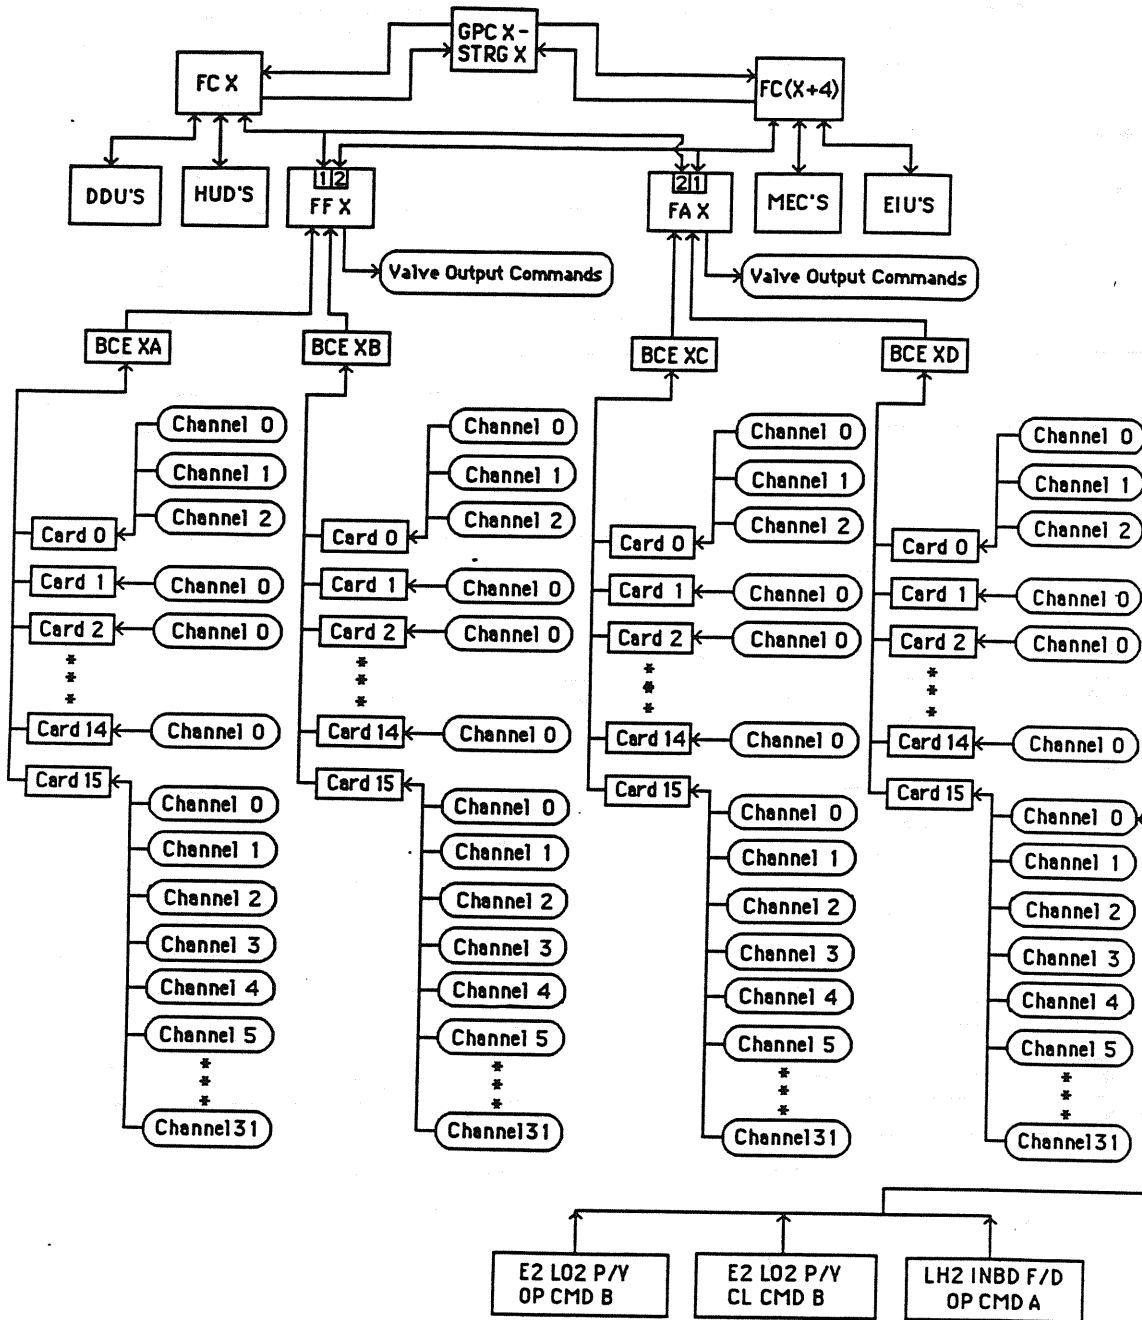 GPC X-
STRG X
FC X
FC(X+4)
DDU'S
HUD'S
1 2
FF X
2 1
FA X
MEC'S
EIU'S
Valve Output Commands
Valve Output Commands
BCE XA
BCE XB
BCE XC
BCE XD
Channel 0
Channel 1
Channel 2
Card 0
Card 1
Channel 0
Card 2
Channel 0
***
Card 14
Channel 0
Card 15
Channel 0
Channel 1
Channel 2
Channel 3
Channel 4
Channel 5
***
Channel31
Channel 0
Channel 1
Channel 2
Card 0
Card 1
Channel 0
Card 2
Channel 0
***
Card 14
Channel 0
Card 15
Channel 0
Channel 1
Channel 2
Channel 3
Channel 4
Channel 5
***
Channel31
Channel 0
Channel 1
Channel 2
Card 0
Card 1
Channel 0
Card 2
Channel 0
***
Card 14
Channel 0
Card 15
Channel 0
Channel 1
Channel 2
Channel 3
Channel 4
Channel 5
***
Channel31
Channel 0
Channel 1
Channel 2
Card 0
Card 1
Channel 0
Card 2
Channel 0
***
Card 14
Channel 0
Card 15
Channel 0
Channel 1
Channel 2
Channel 3
Channel 4
Channel 5
***
Channel31
E2 LO2 P/Y
OP CMD B
E2 LO2 P/Y
CL CMD B
LH2 INBD F/D
OP CMD A